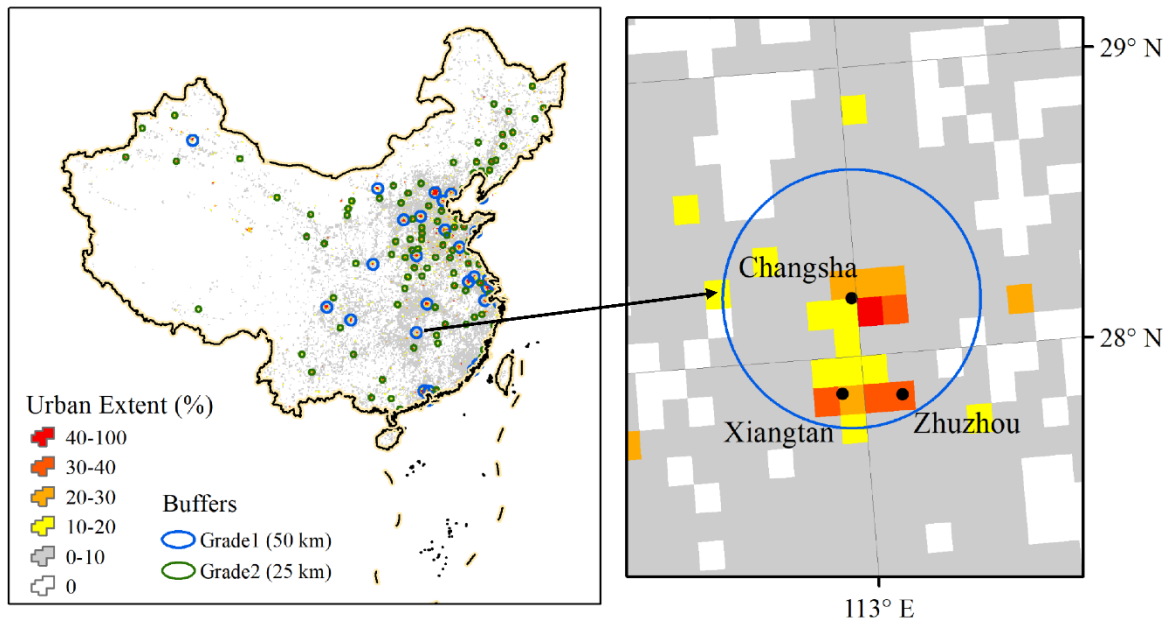 Urban Extent (%)
40-100
30-40
20-30
10-20
0-10
0
Buffers
Grade1 (50 km)
Grade2 (25 km)
29° N
Changsha
28° N
Xiangtan
Zhuzhou
113° E